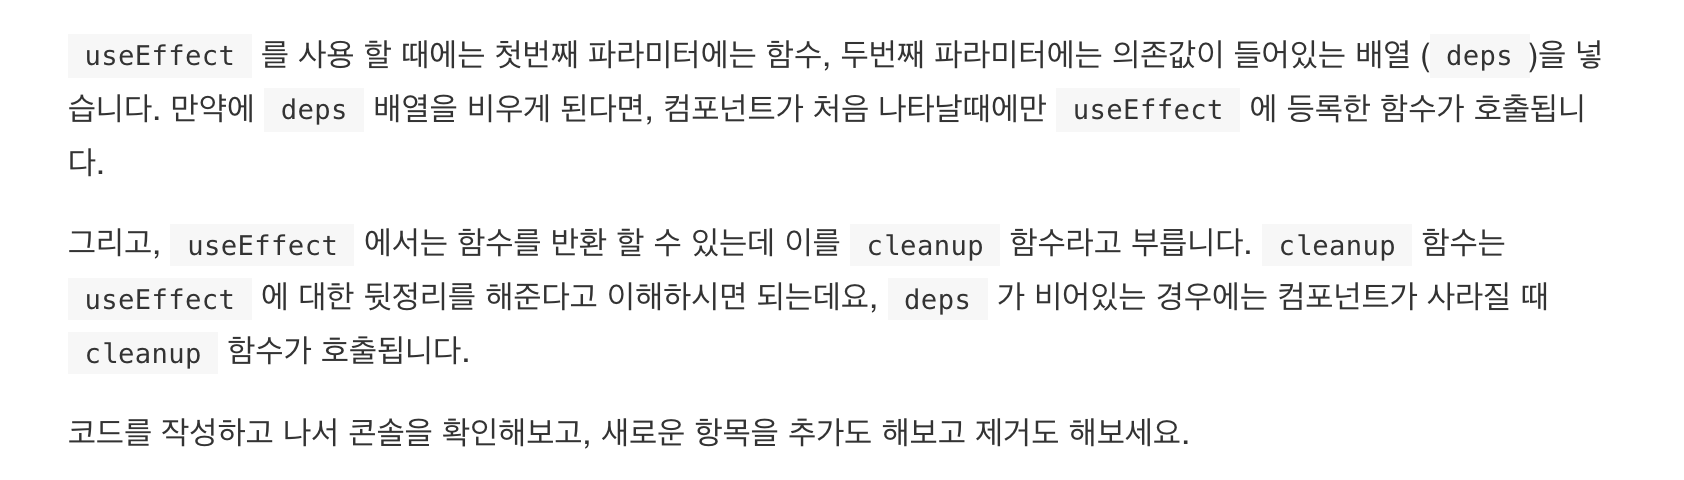 useEffect 를 사용 할 때에는 첫번째 파라미터에는 함수, 두번째 파라미터에는 의존값이 들어있는 배열 ( deps )을 넣
습니다. 만약에 deps 배열을 비우게 된다면, 컴포넌트가 처음 나타날때에만 useEffect 에 등록한 함수가 호출됩니
다.
그리고, useEffect 에서는 함수를 반환 할 수 있는데 이를 cleanup 함수라고 부릅니다. cleanup 함수는
useEffect 에 대한 뒷정리를 해준다고 이해하시면 되는데요, deps 가 비어있는 경우에는 컴포넌트가 사라질 때
cleanup 함수가 호출됩니다.
코드를 작성하고 나서 콘솔을 확인해보고, 새로운 항목을 추가도 해보고 제거도 해보세요.